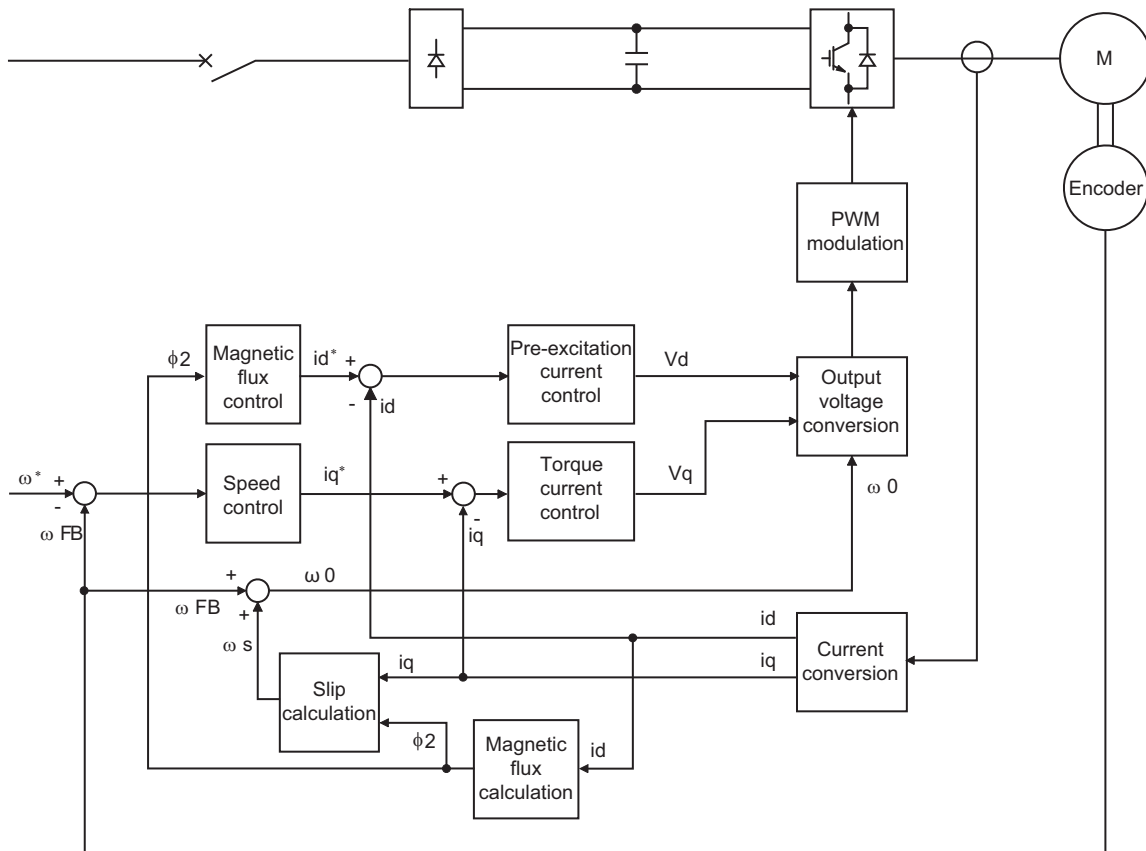 M
Encoder
PWM
modulation
ϕ2
Magnetic
flux
control
id*
+
-
id
Pre-excitation
current
control
Vd
Output
voltage
conversion
ω*
+
-
ω FB
Speed
control
iq*
+
-
iq
Torque
current
control
Vq
ω 0
+
ω FB
+
ω 0
ω s
id
iq
Current
conversion
iq
Slip
calculation
ϕ2
Magnetic
flux
calculation
id